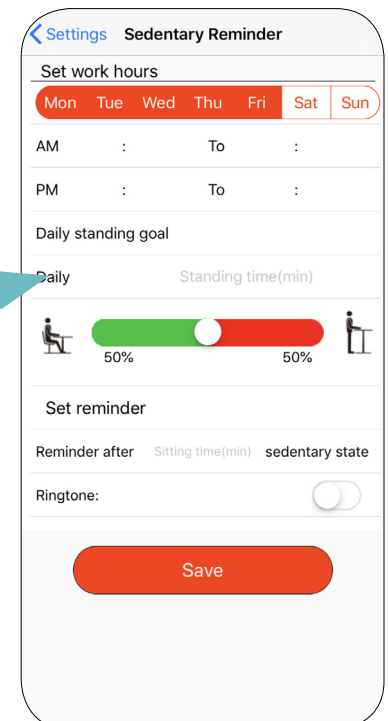 Settings Sedentary Reminder
Set work hours
Mon Tue Wed Thu Fri Sat Sun
AM : To :
PM : To :
Daily standing goal
Daily Standing time(min)
50% 50%
Set reminder
Reminder after Sitting time(min) sedentary state
Ringtone:
Save